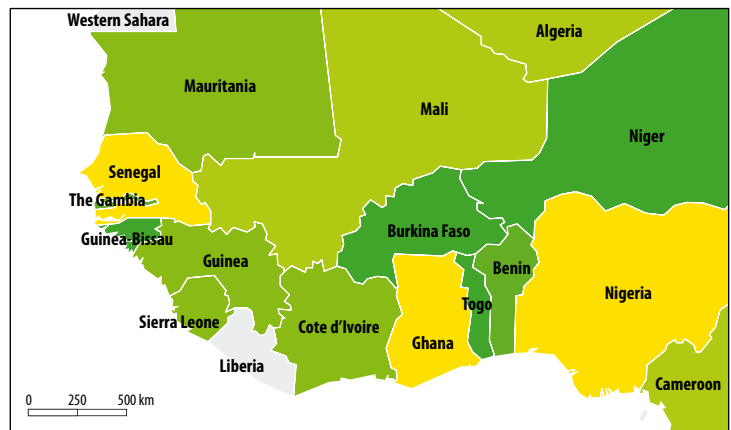 Western Sahara
Algeria
Mauritania
Mali
Niger
Senegal
The Gambia
Burkina Faso
Guinea-Bissau
Guinea
Benin
Nigeria
Togo
Sierra Leone
Cote d'Ivoire
Ghana
Liberia
Cameroon
0 250 500 km